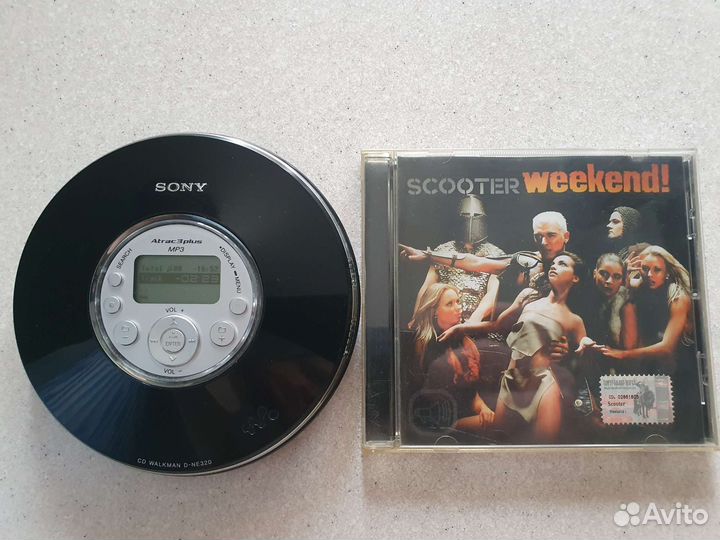 SONY
Atrac3plus
MP3
SEARCH
DISPLAY
MENU
VOL +
ENTER
VOL −
CD WALKMAN D-NE320
SCOOTER weekend!
Scooter
Avito